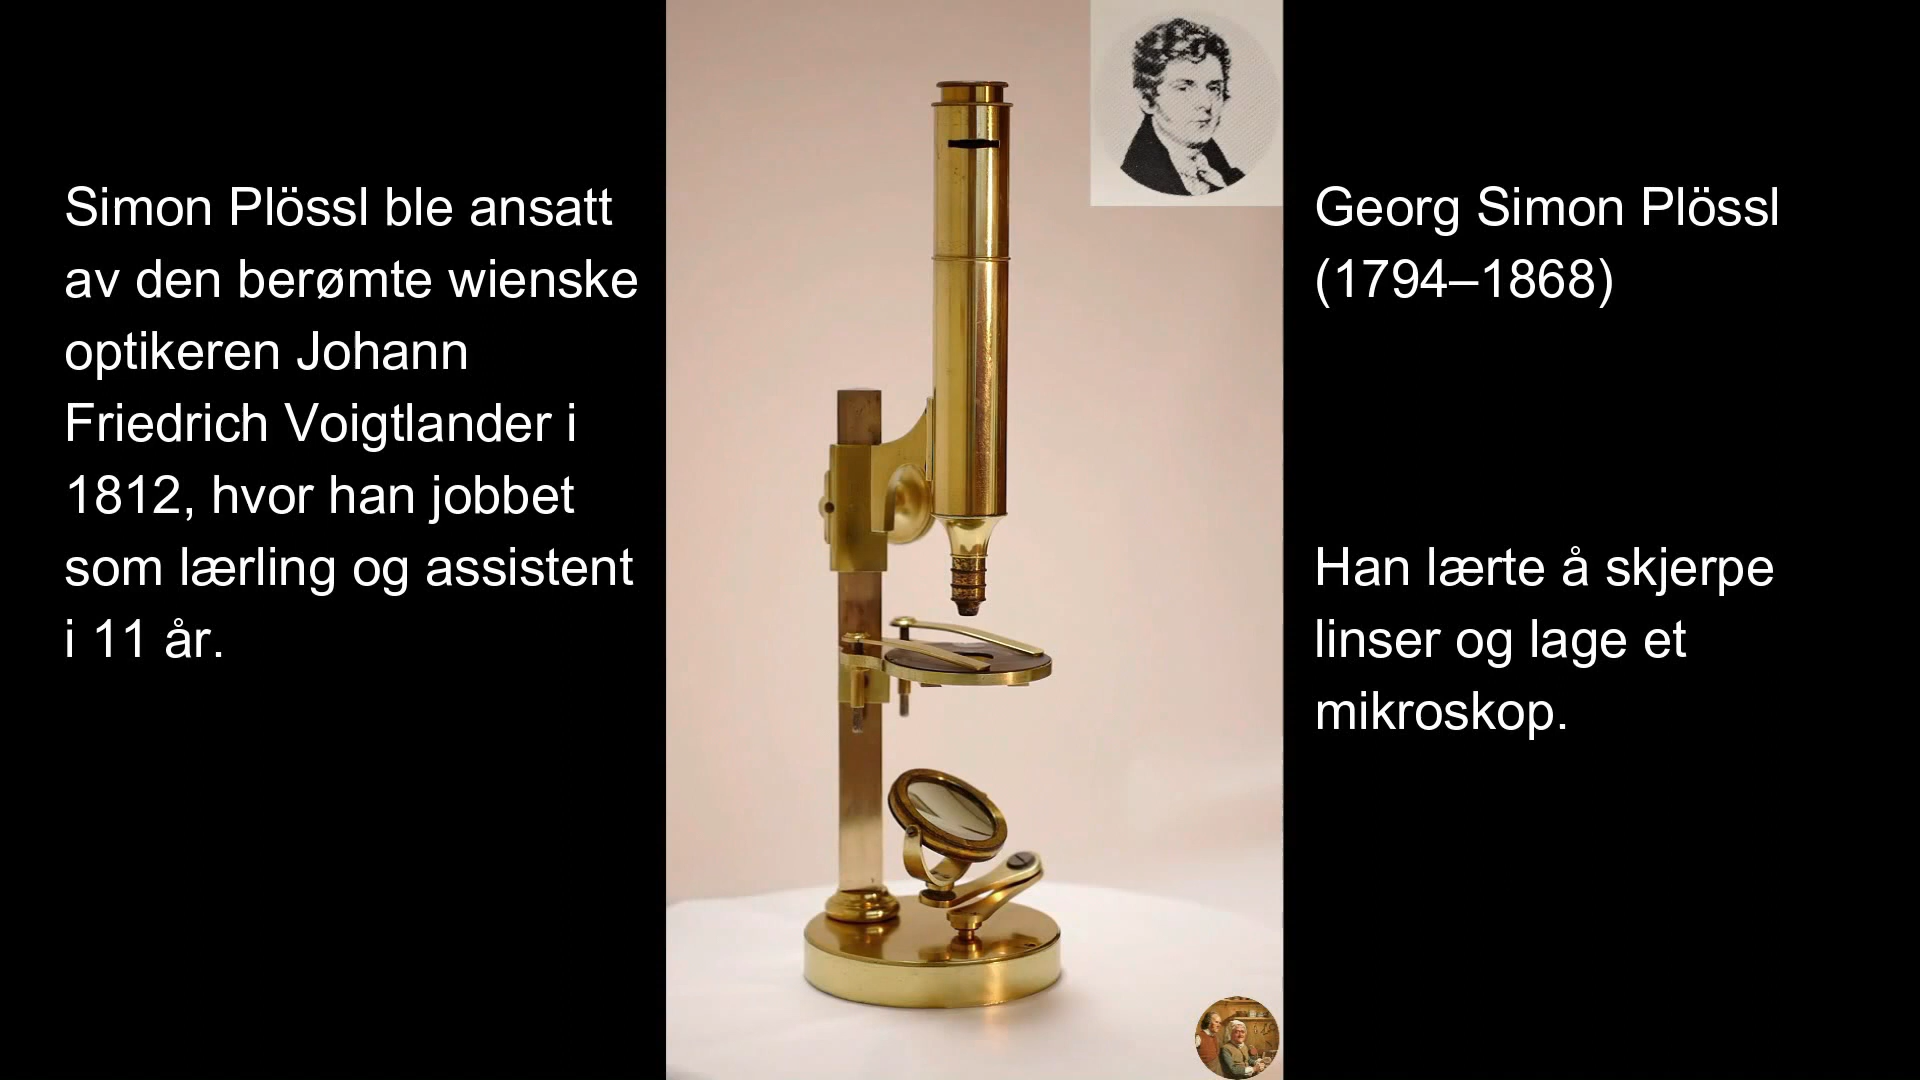 Simon Plössl ble ansatt
av den berømte wienske
optikeren Johann
Friedrich Voigtlander i
1812, hvor han jobbet
som lærling og assistent
i 11 år.
Georg Simon Plössl
(1794–1868)
Han lærte å skjerpe
linser og lage et
mikroskop.